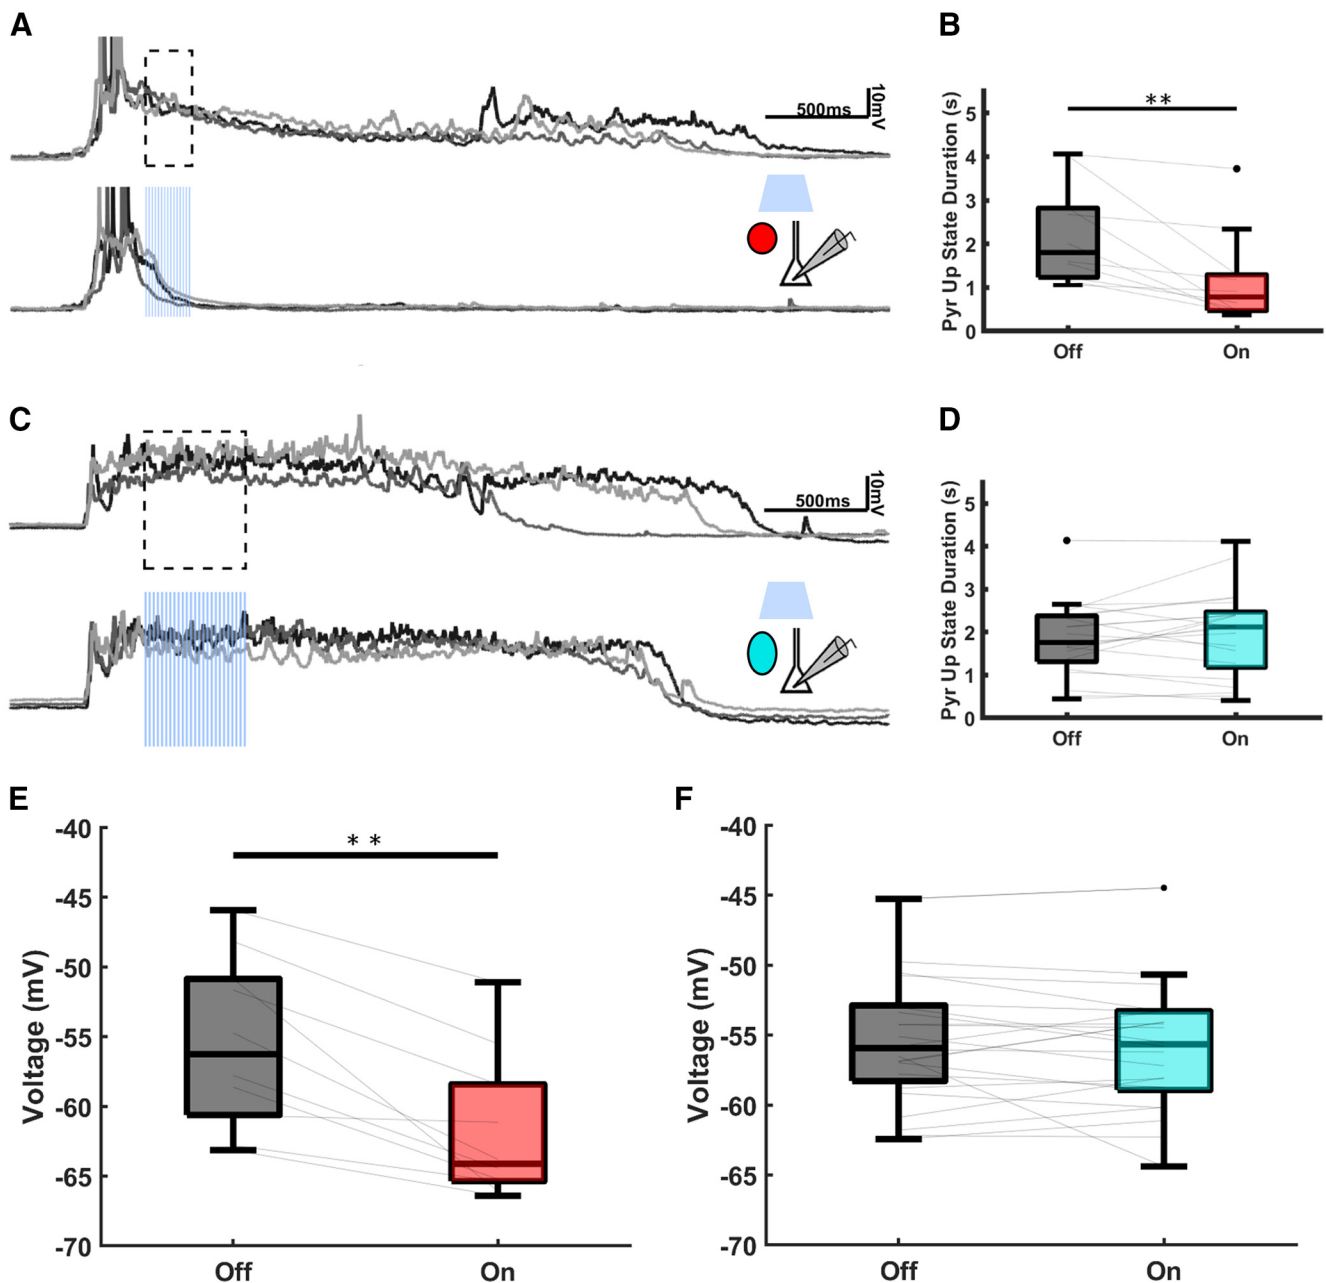 A
500ms
10mV
B
**
Pyr Up State Duration (s)
5
4
3
2
1
0
Off
On
C
500ms
10mV
D
Pyr Up State Duration (s)
5
4
3
2
1
0
Off
On
E
**
Voltage (mV)
-40
-45
-50
-55
-60
-65
-70
Off
On
F
Voltage (mV)
-40
-45
-50
-55
-60
-65
-70
Off
On